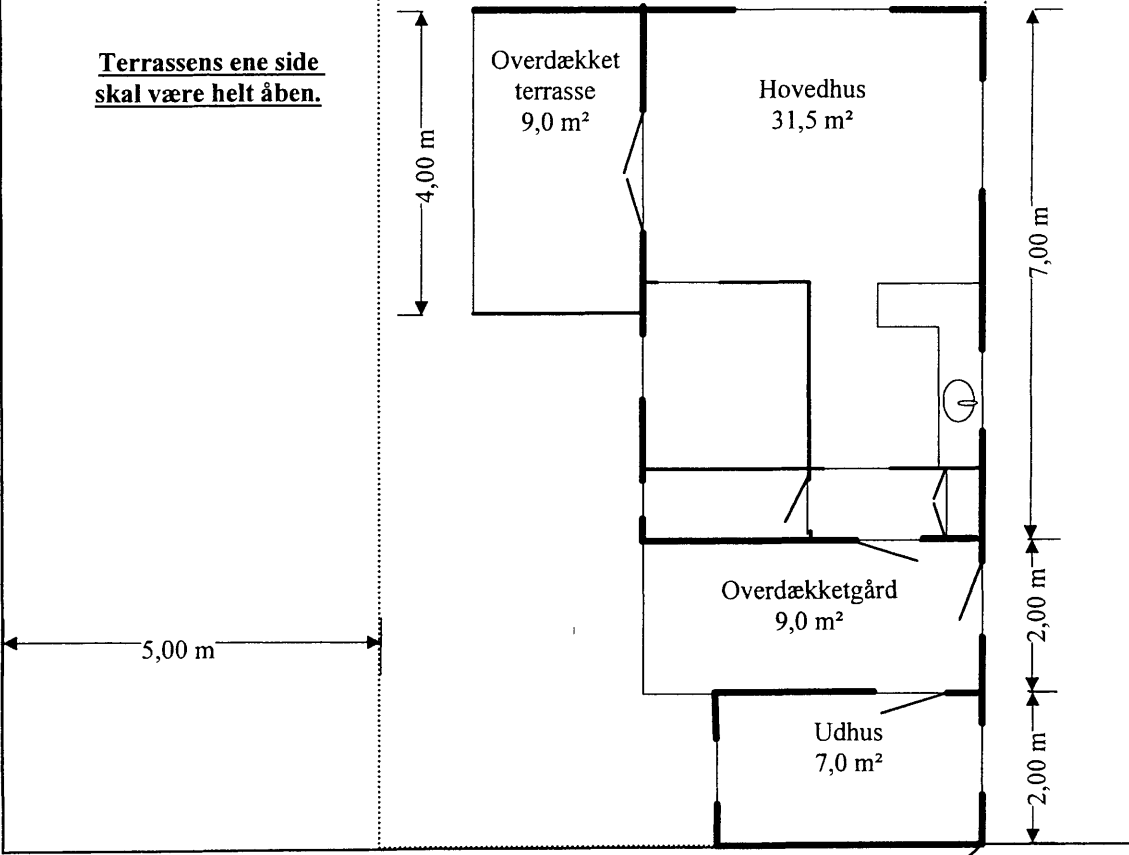 Terrassens ene side
skal være helt åben.
Overdækket
terrasse
9,0 m²
Hovedhus
31,5 m²
4,00 m
7,00 m
Overdækketgård
9,0 m²
2,00 m
5,00 m
Udhus
7,0 m²
2,00 m